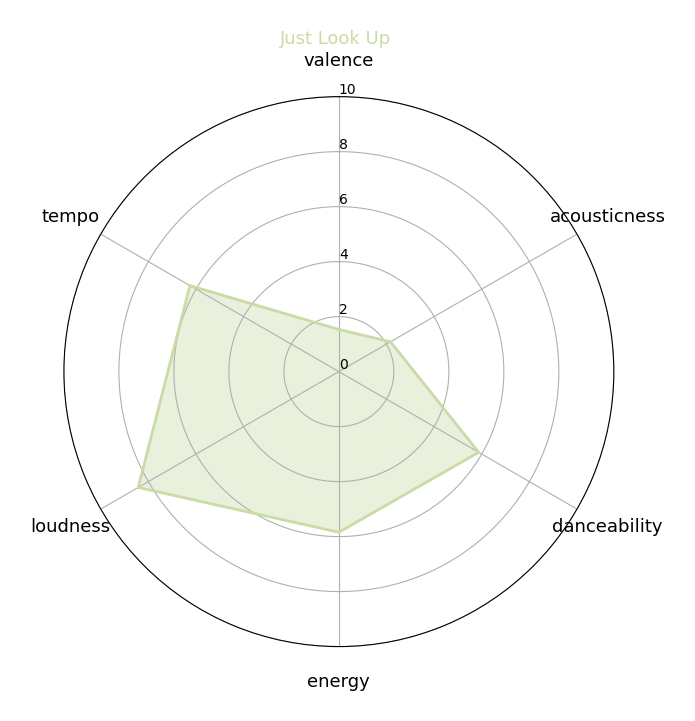 Just Look Up
valence
10
8
tempo
acousticness
6
4
2
0
loudness
danceability
energy